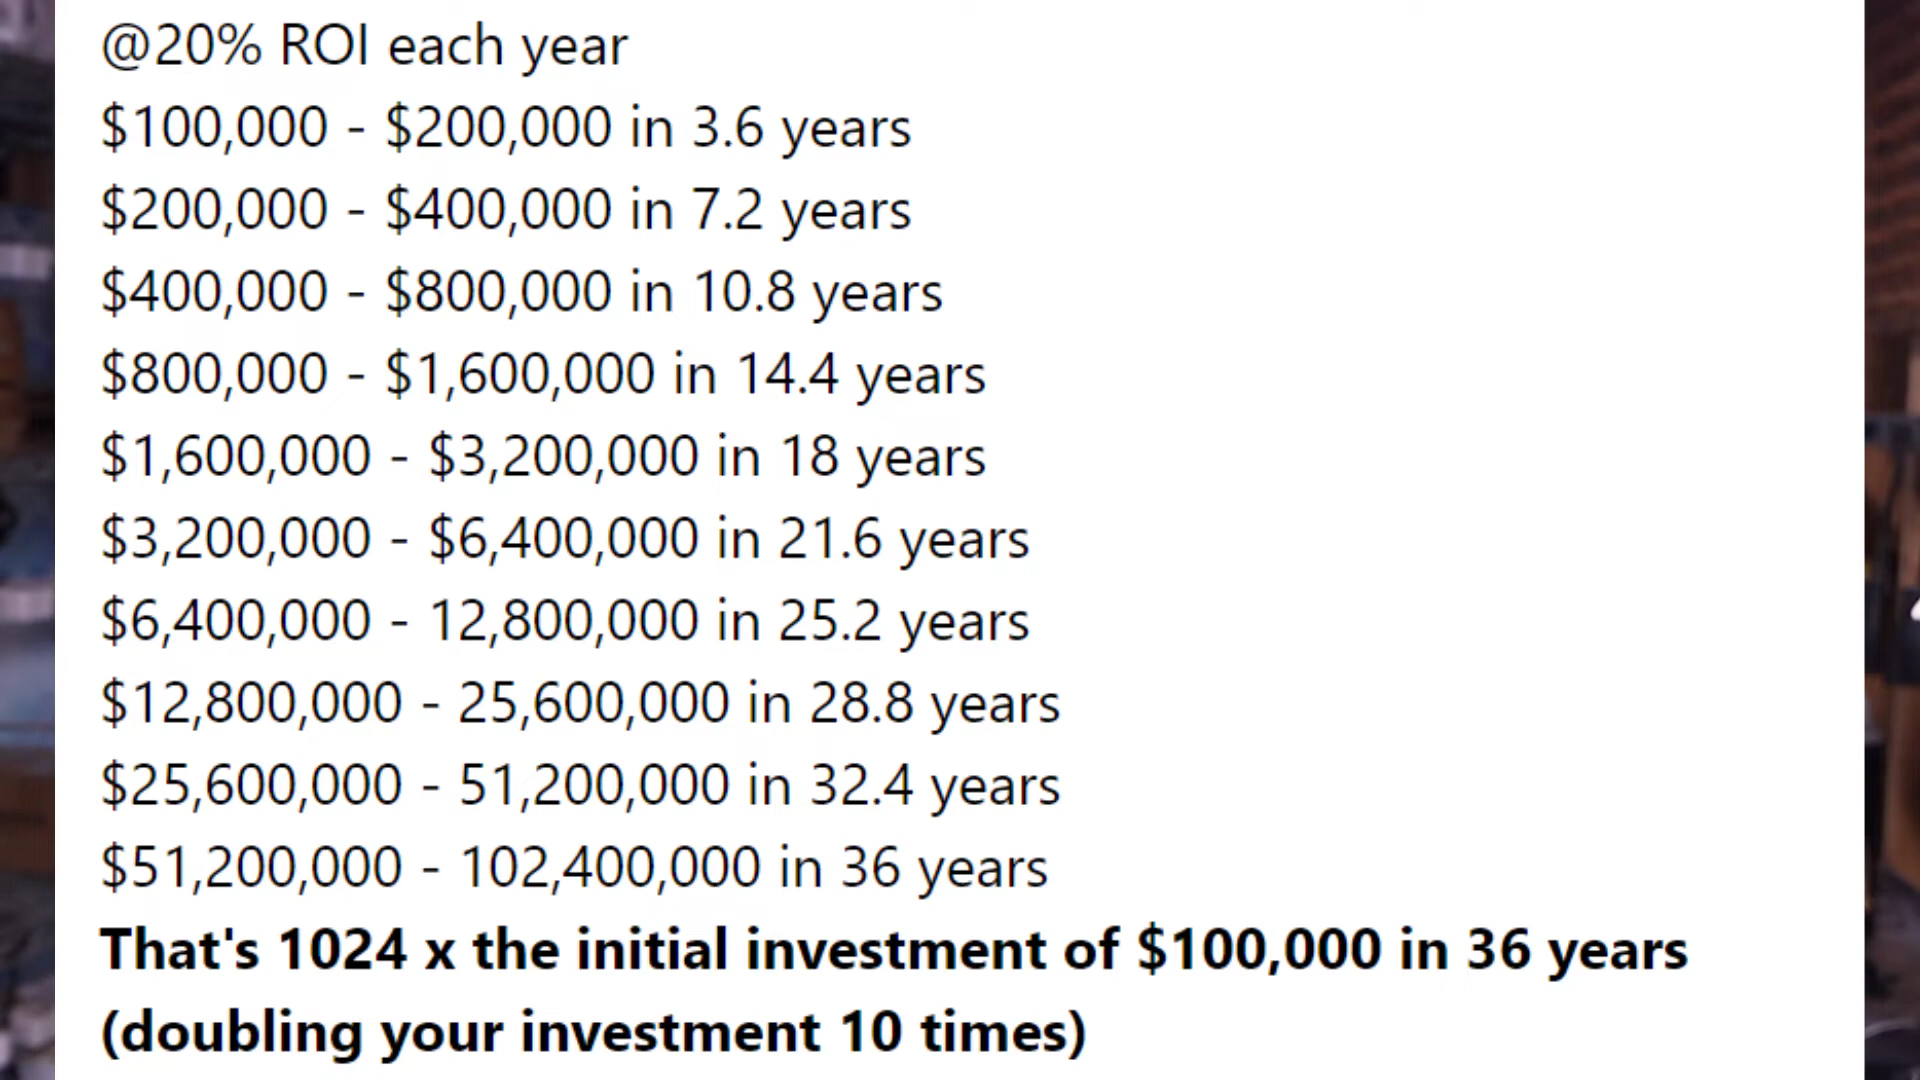 @20% ROI each year
$100,000 - $200,000 in 3.6 years
$200,000 - $400,000 in 7.2 years
$400,000 - $800,000 in 10.8 years
$800,000 - $1,600,000 in 14.4 years
$1,600,000 - $3,200,000 in 18 years
$3,200,000 - $6,400,000 in 21.6 years
$6,400,000 - 12,800,000 in 25.2 years
$12,800,000 - 25,600,000 in 28.8 years
$25,600,000 - 51,200,000 in 32.4 years
$51,200,000 - 102,400,000 in 36 years
That's 1024 x the initial investment of $100,000 in 36 years
(doubling your investment 10 times)